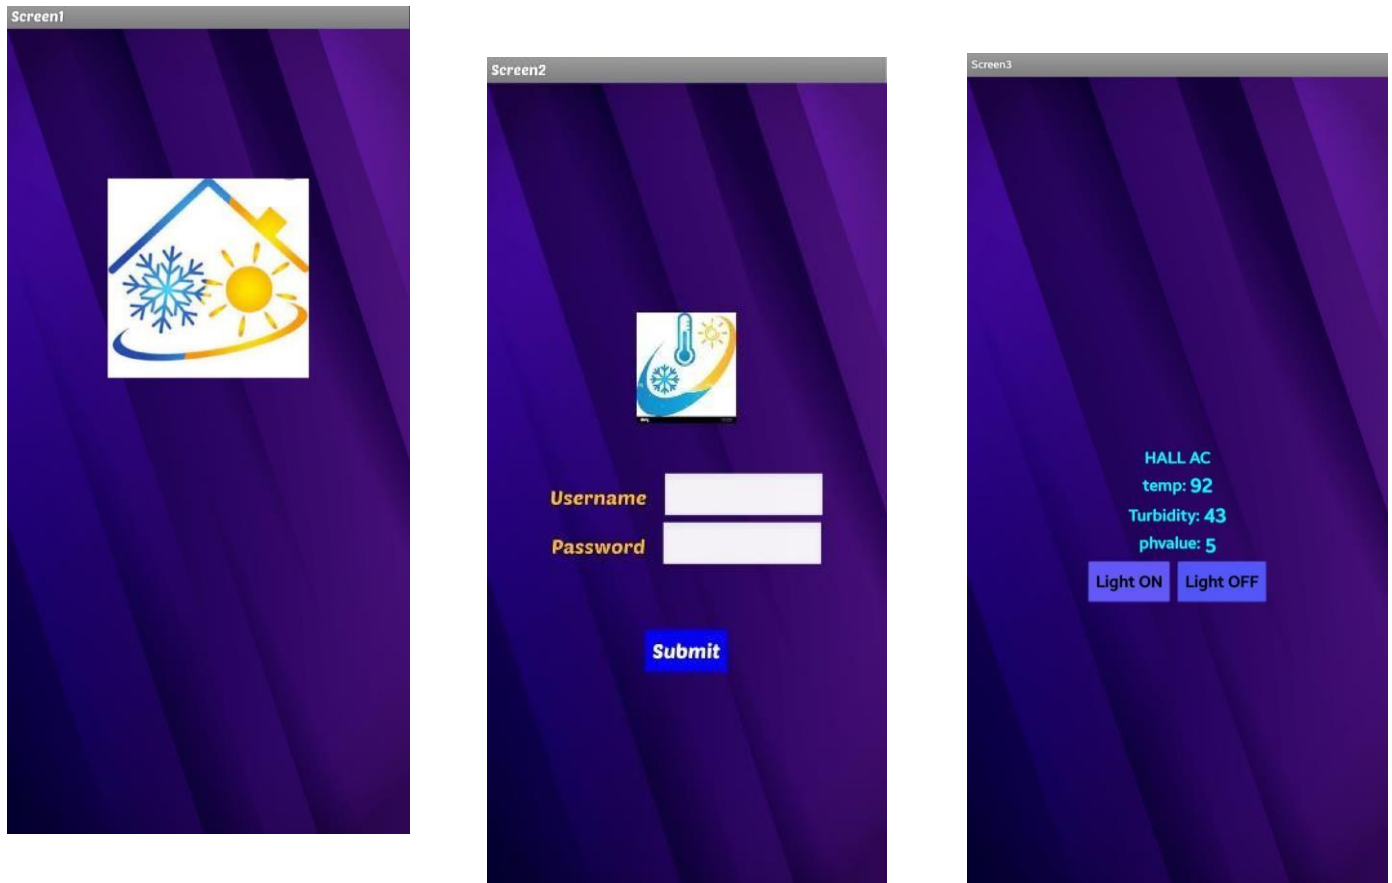 Screen1
Screen2
Username
Password
Submit
Screen3
HALL AC
temp: 92
Turbidity: 43
phvalue: 5
Light ON Light OFF